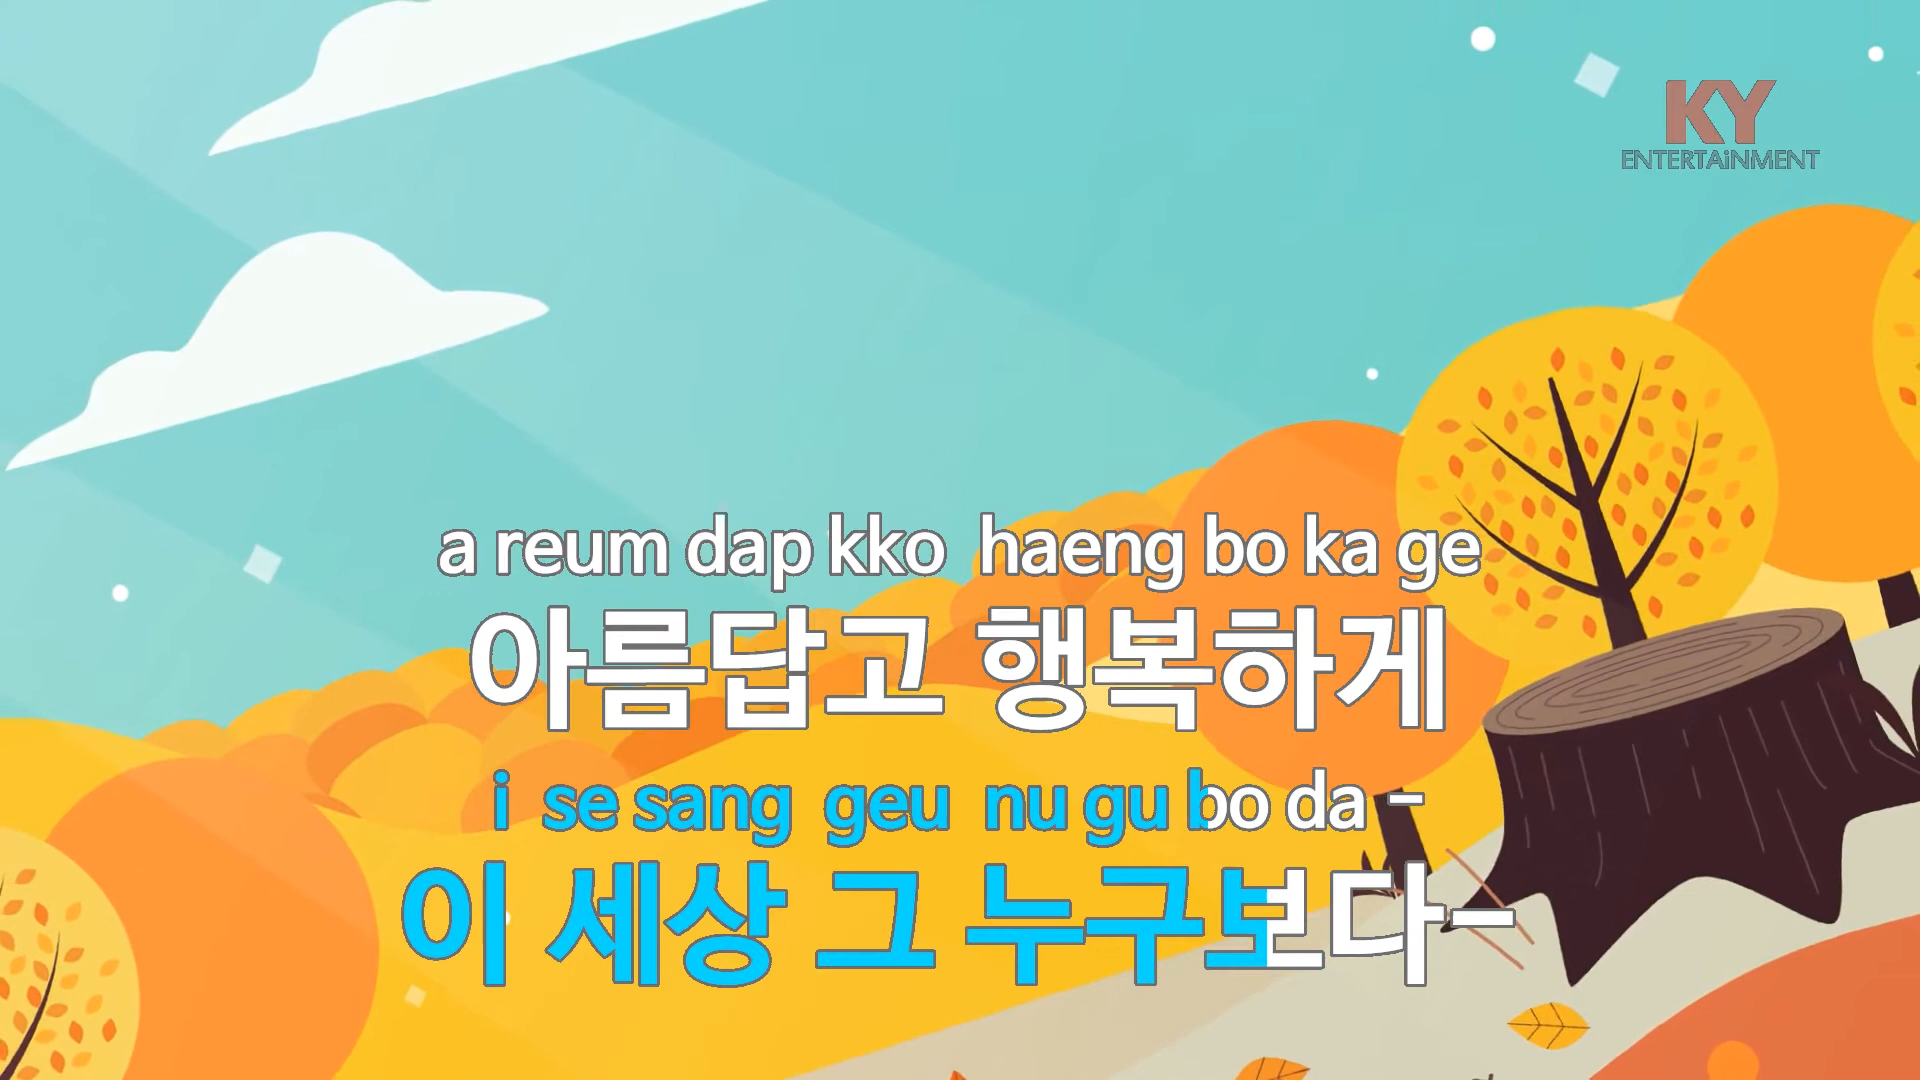 KY
ENTERTAiNMENT
a reum dap kko haeng bo ka ge
아름답고 행복하게
i se sang geu nu gu bo da -
이 세상 그 누구보다-